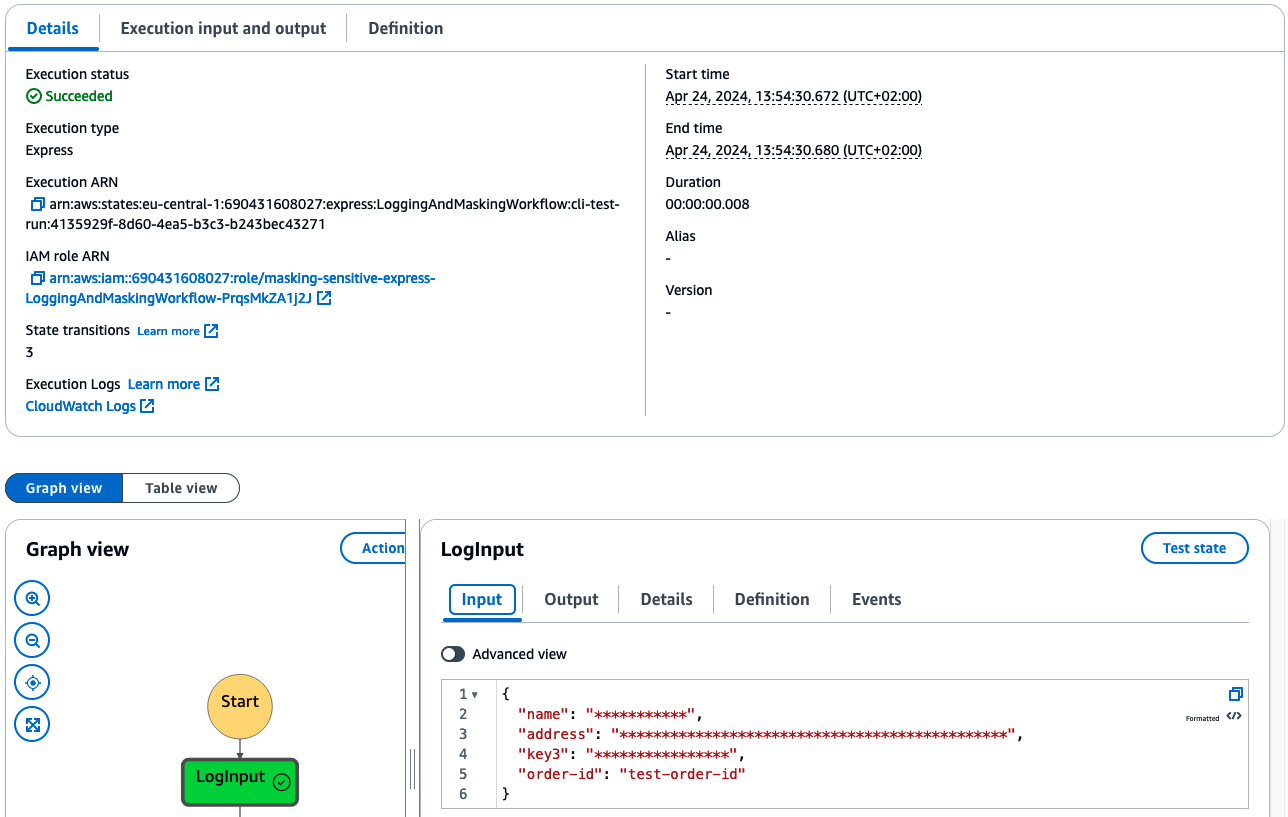 Details
Execution input and output
Definition
Execution status
Succeeded
Execution type
Express
Execution ARN
arn:aws:states:eu-central-1:690431608027:express:LoggingAndMaskingWorkflow:cli-test-
run:4135929f-8d60-4ea5-b3c3-b243bec43271
IAM role ARN
arn:aws:iam::690431608027:role/masking-sensitive-express-
LoggingAndMaskingWorkflow-PrqsMkZA1j2J
State transitions Learn more
3
Execution Logs Learn more
CloudWatch Logs
Start time
Apr 24, 2024, 13:54:30.672 (UTC+02:00)
End time
Apr 24, 2024, 13:54:30.680 (UTC+02:00)
Duration
00:00:00.008
Alias
-
Version
-
Graph view
Table view
Graph view
Action
Start
LogInput
LogInput
Test state
Input
Output
Details
Definition
Events
Advanced view
Formatted
1 {
2 "name": "***********",
3 "address": "**********************************************",
4 "key3": "****************",
5 "order-id": "test-order-id"
6 }